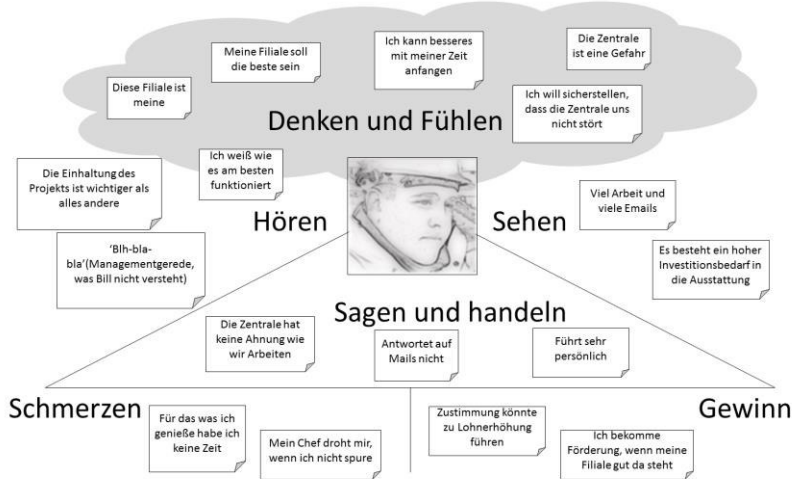 Diese Filiale ist
meine
Meine Filiale soll
die beste sein
Ich kann besseres
mit meiner Zeit
anfangen
Die Zentrale
ist eine Gefahr
Ich will sicherstellen,
dass die Zentrale uns
nicht stört
Denken und Fühlen
Die Einhaltung des
Projekts ist wichtiger als
alles andere
Ich weiß wie
es am besten
funktioniert
Hören
'Blh-bla-
bla'(Managementgerede,
was Bill nicht versteht)
Sehen
Viel Arbeit und
viele Emails
Es besteht ein hoher
Investitionsbedarf in
die Ausstattung
Sagen und handeln
Die Zentrale hat
keine Ahnung wie
wir Arbeiten
Antwortet auf
Mails nicht
Führt sehr
persönlich
Schmerzen
Für das was ich
genieße habe ich
keine Zeit
Mein Chef droht mir,
wenn ich nicht spure
Gewinn
Zustimmung könnte
zu Lohnerhöhung
führen
Ich bekomme
Förderung, wenn meine
Filiale gut da steht